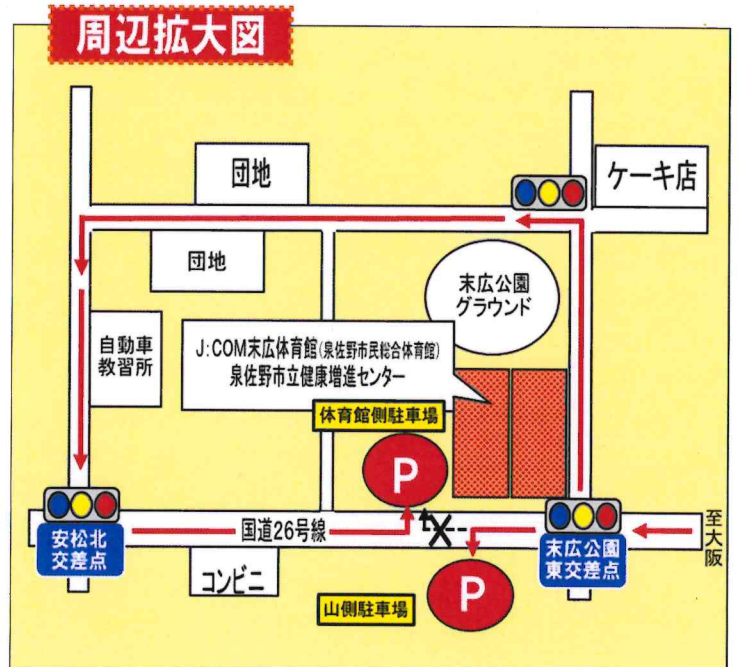 周辺拡大図
団地
ケーキ店
団地
末広公園
グラウンド
自動車
教習所
J:COM末広体育館(泉佐野市民総合体育館)
泉佐野市立健康増進センター
体育館側駐車場
P
国道26号線
安松北
交差点
末広公園
東交差点
至大阪
コンビニ
山側駐車場
P